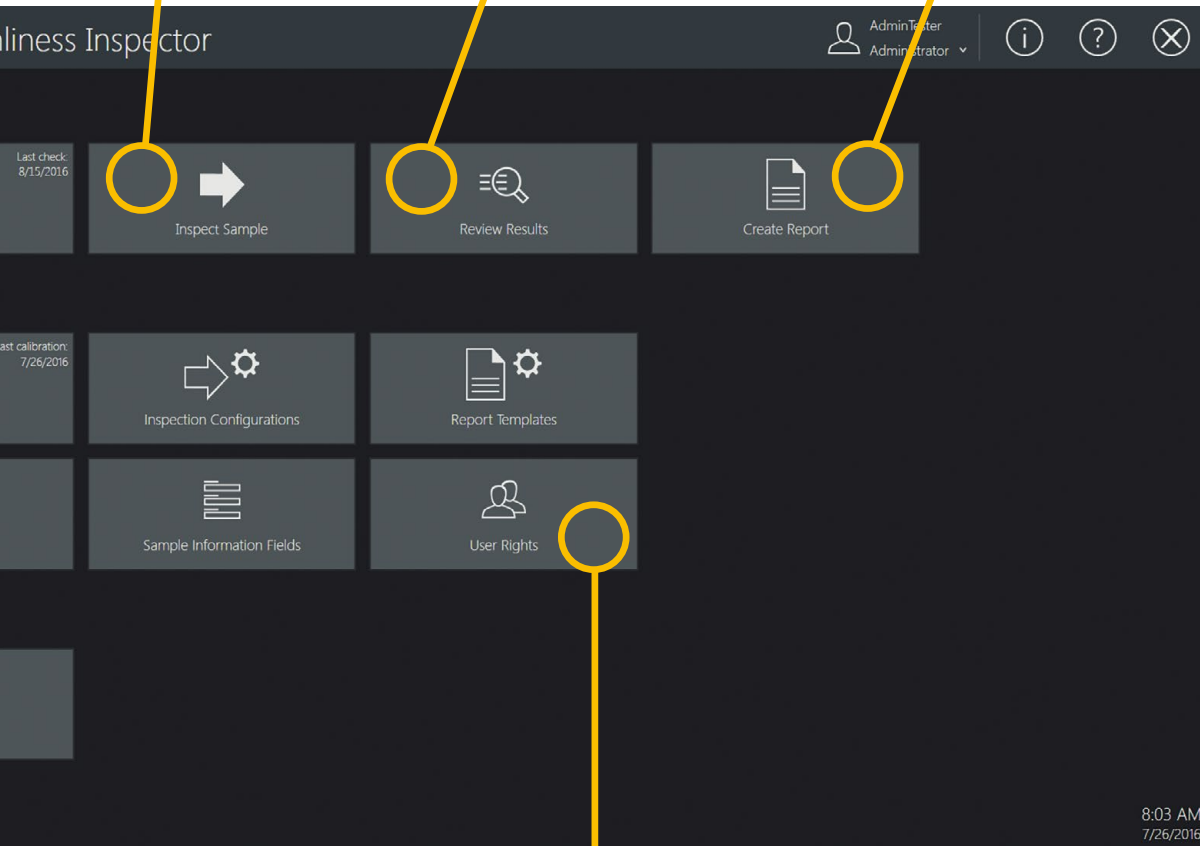 liness Inspector
AdminTester
Administrator
Last check:
8/15/2016
Inspect Sample
Review Results
Create Report
ast calibration:
7/26/2016
Inspection Configurations
Report Templates
Sample Information Fields
User Rights
8:03 AM
7/26/2016